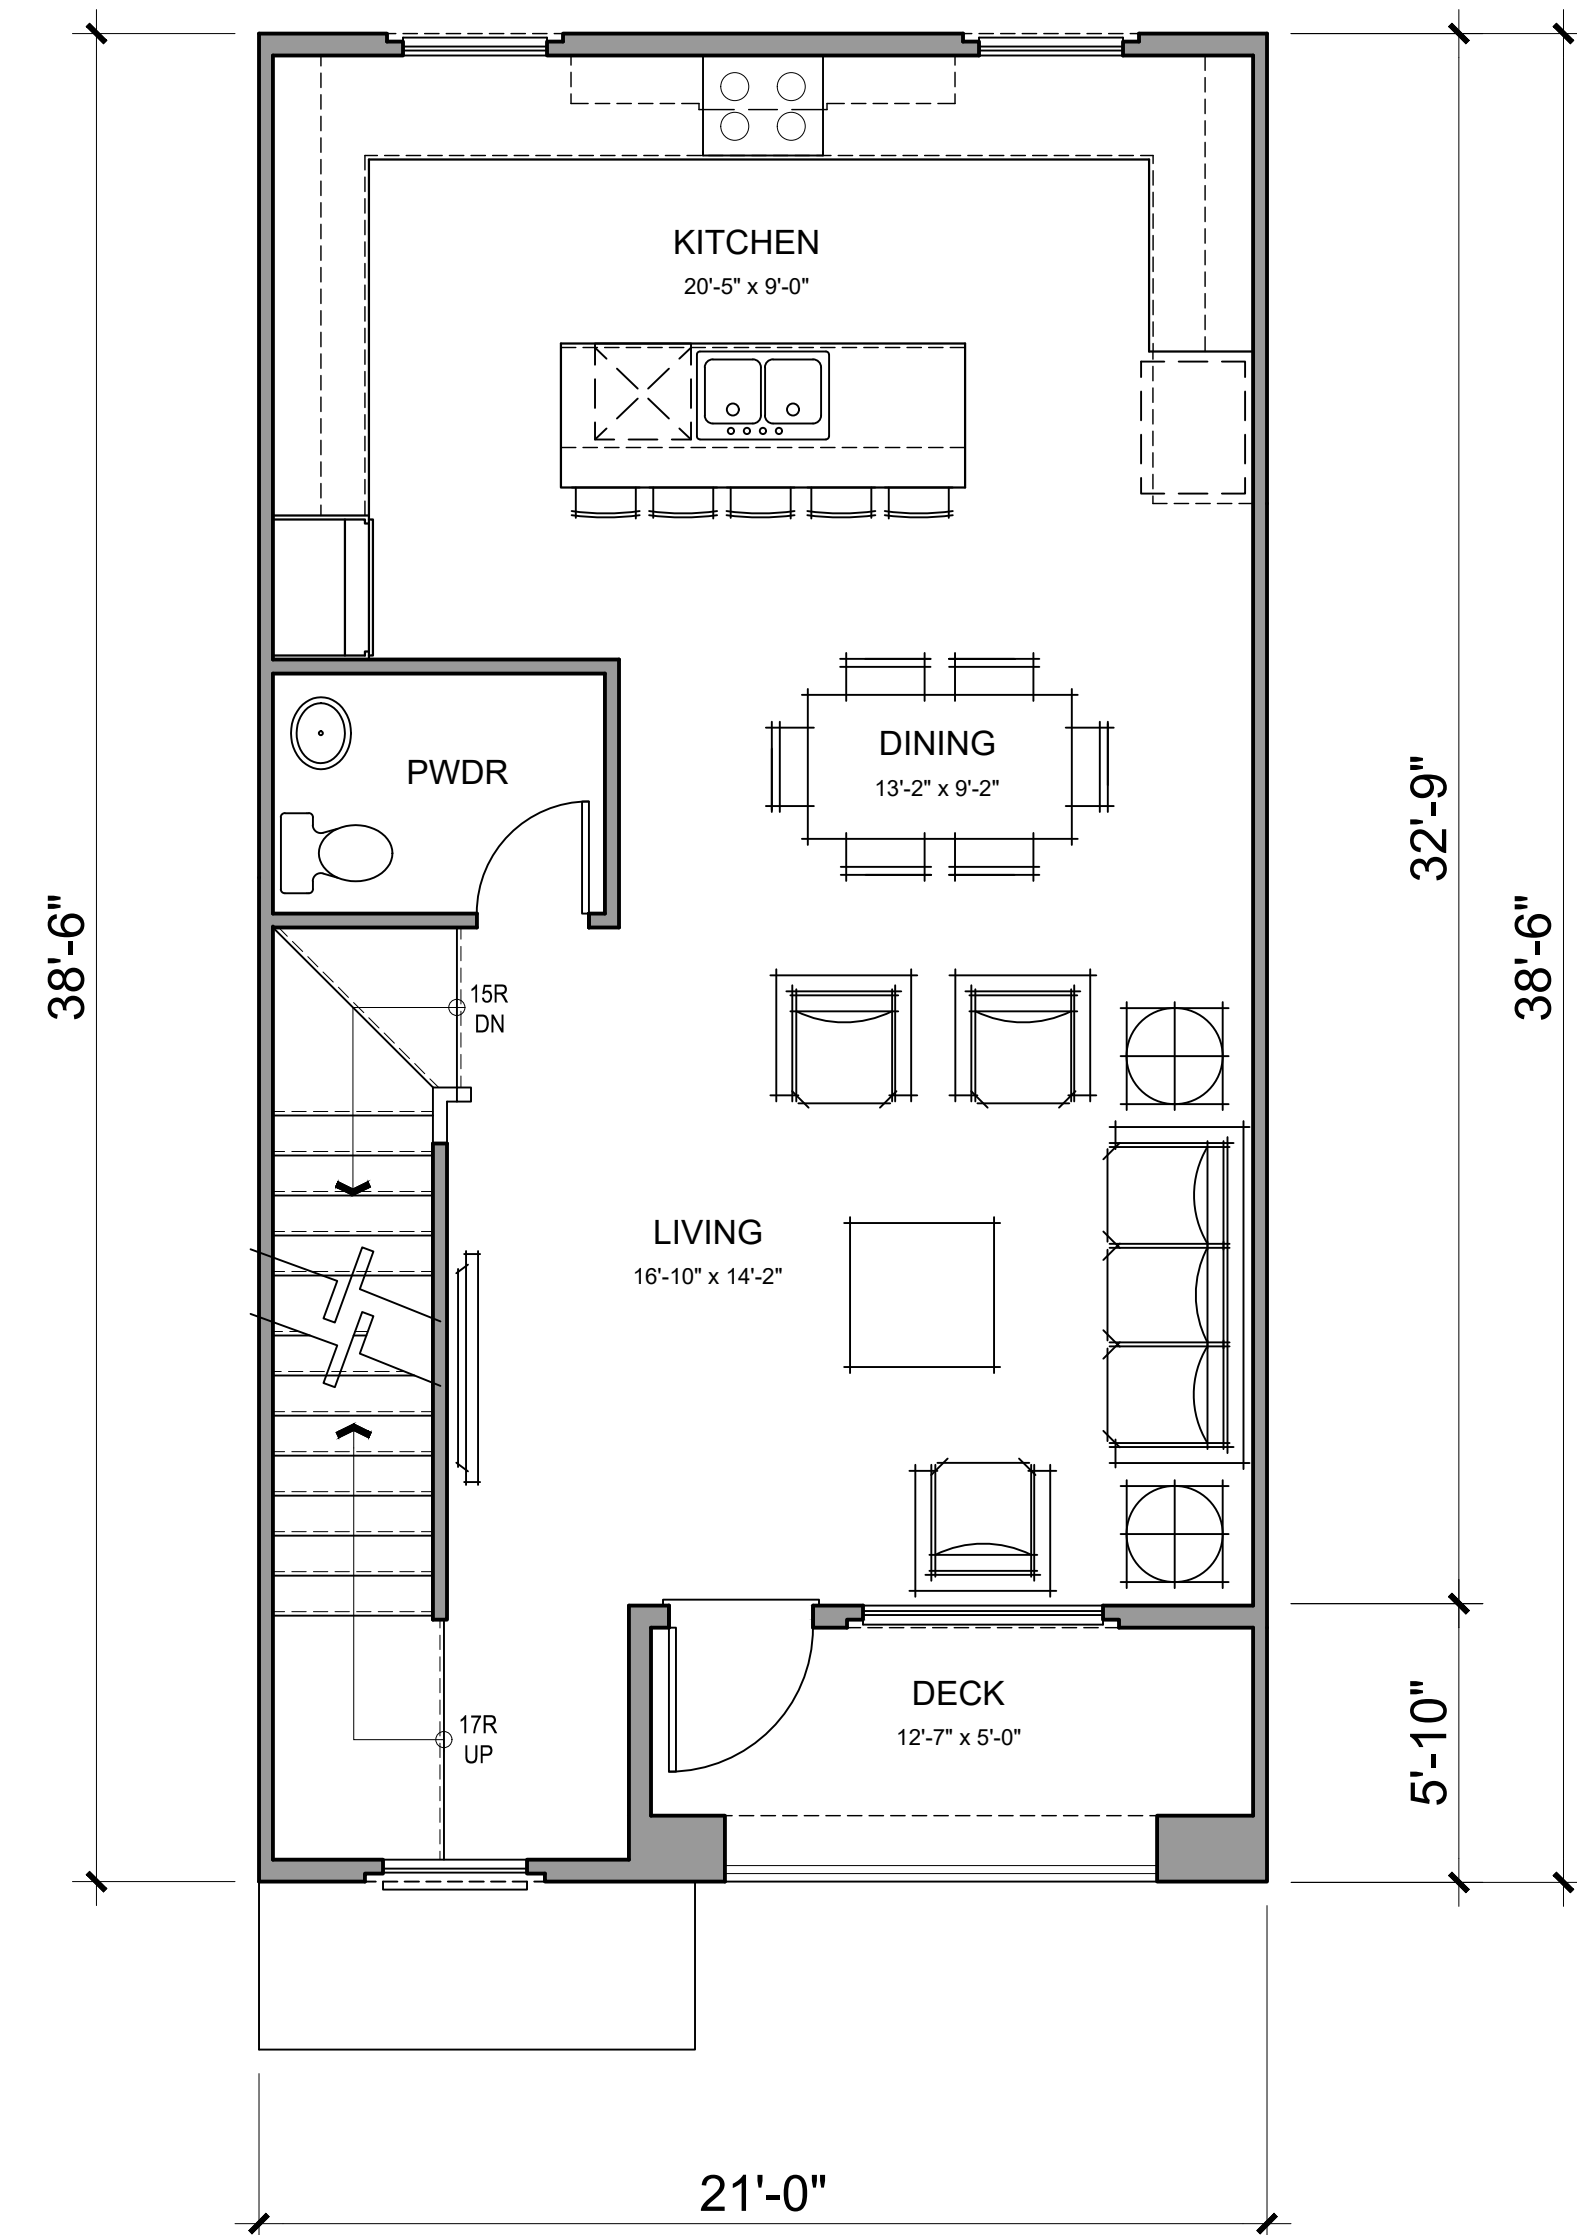 KITCHEN
20'-5" x 9'-0"
PWDR
DINING
13'-2" x 9'-2"
32'-9"
38'-6"
38'-6"
15R
DN
LIVING
16'-10" x 14'-2"
DECK
12'-7" x 5'-0"
17R
UP
5'-10"
21'-0"